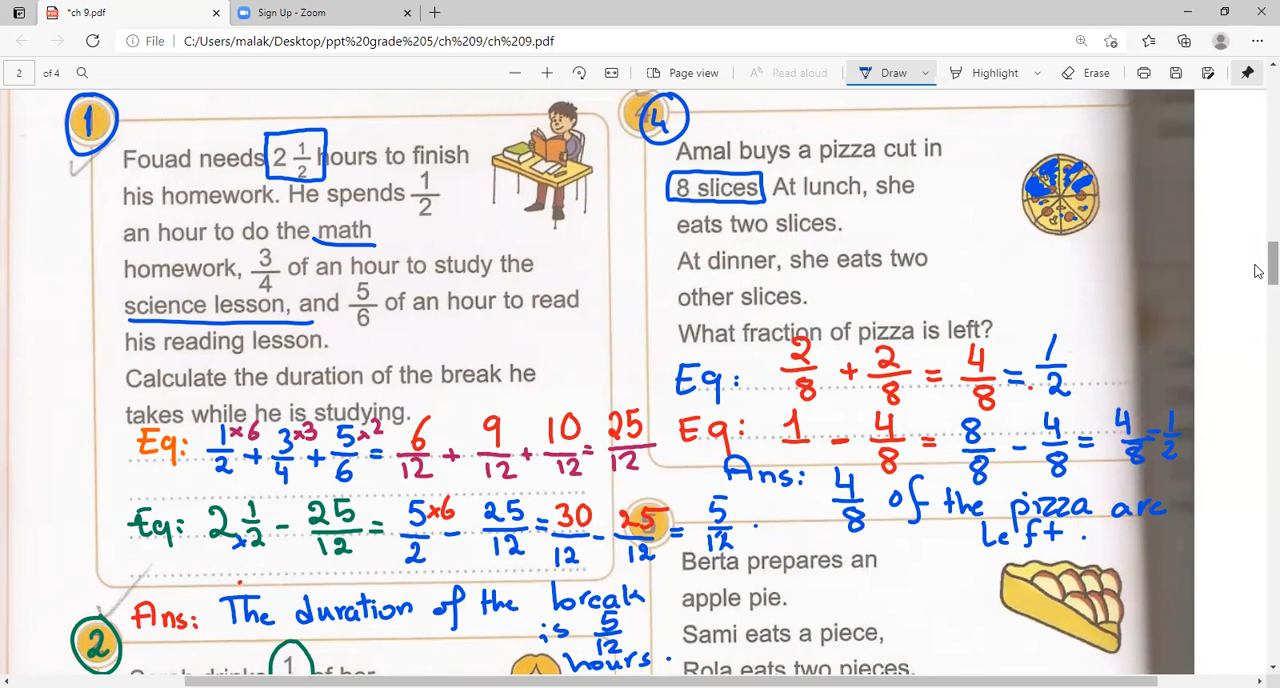 *ch 9.pdf
Sign Up - Zoom
File C:/Users/malak/Desktop/ppt%20grade%205/ch%209/ch%209.pdf
2 of 4
Page view
Read aloud
Draw
Highlight
Erase
1
Fouad needs 2 1/2 hours to finish
his homework. He spends 1/2
an hour to do the math
homework, 3/4 of an hour to study the
science lesson, and 5/6 of an hour to read
his reading lesson.
Calculate the duration of the break he
takes while he is studying.
Eq: 1/2 ×6 + 3/4 ×3 + 5/6 ×2 = 6/12 + 9/12 + 10/12 = 25/12
Eq: 2 1/2 - 25/12 = 5/2 ×6 - 25/12 = 30/12 - 25/12 = 5/12 .
Ans: The duration of the break
is 5/12
hours.
2
4
Amal buys a pizza cut in
8 slices. At lunch, she
eats two slices.
At dinner, she eats two
other slices.
What fraction of pizza is left?
Eq: 2/8 + 2/8 = 4/8 = 1/2
Eq: 1 - 4/8 = 8/8 - 4/8 = 4/8 = 1/2
Ans: 4/8 of the pizza are
left.
Berta prepares an
apple pie.
Sami eats a piece,
Rola eats two pieces,